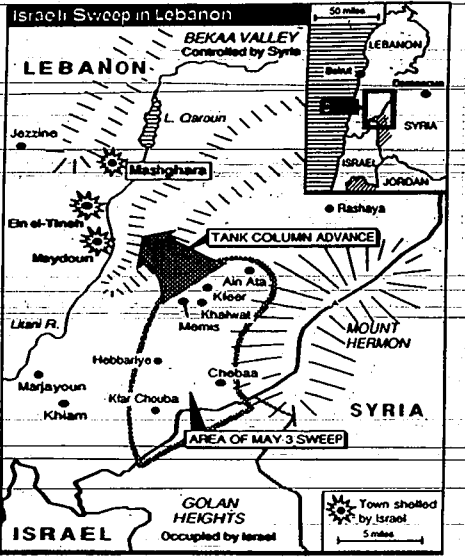 Israeli Sweep in Lebanon
50 miles
LEBANON
Beirut
Damascus
SYRIA
ISRAEL
JORDAN
BEKAA VALLEY
Controlled by Syria
LEBANON
L. Qaroun
Jezzine
Mashghara
Ein el-Tineh
Maydoun
Rashaya
TANK COLUMN ADVANCE
Ain Ata
Kfeer
Khalwat
Memis
Litani R.
MOUNT
HERMON
Hebbariye
Chebaa
Marjayoun
Khiam
Kfar Chouba
SYRIA
AREA OF MAY 3 SWEEP
GOLAN
HEIGHTS
Occupied by Israel
ISRAEL
Town shelled
by Israel
5 miles